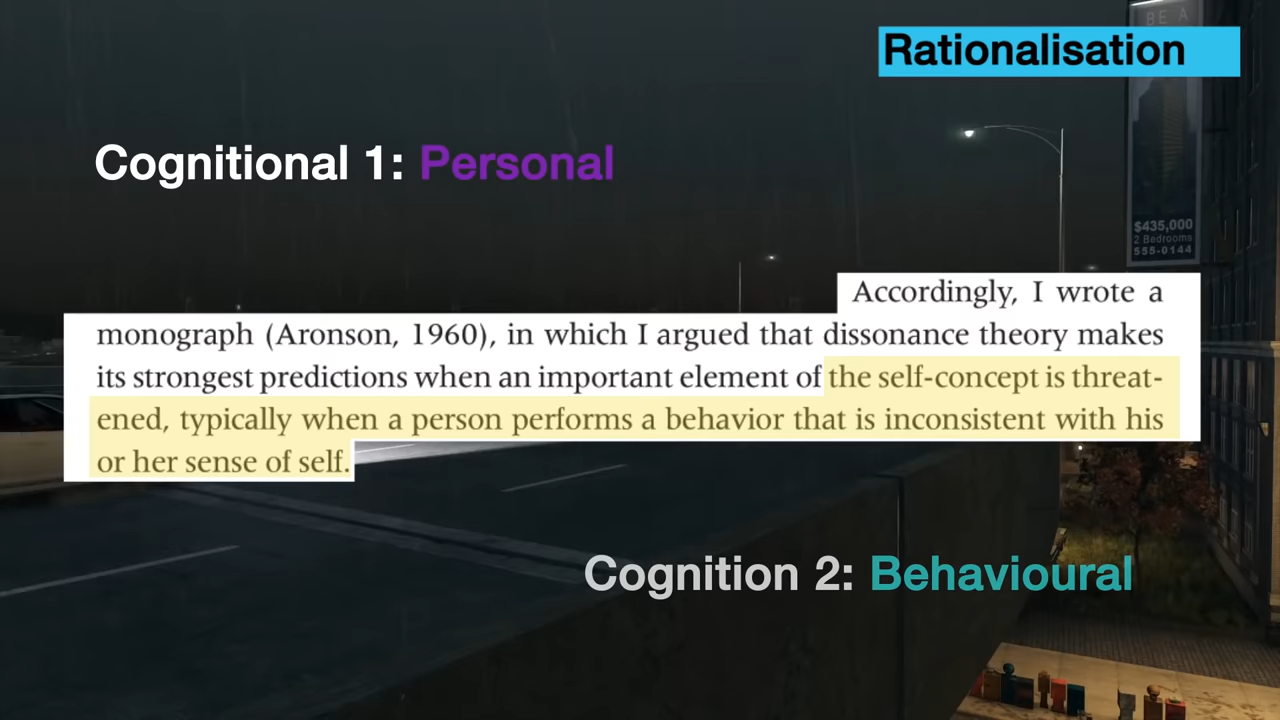 BE A
Rationalisation
Cognitional 1: Personal
$435,000
2 Bedrooms
555-0144
Accordingly, I wrote a
monograph (Aronson, 1960), in which I argued that dissonance theory makes
its strongest predictions when an important element of the self-concept is threat-
ened, typically when a person performs a behavior that is inconsistent with his
or her sense of self.
Cognition 2: Behavioural